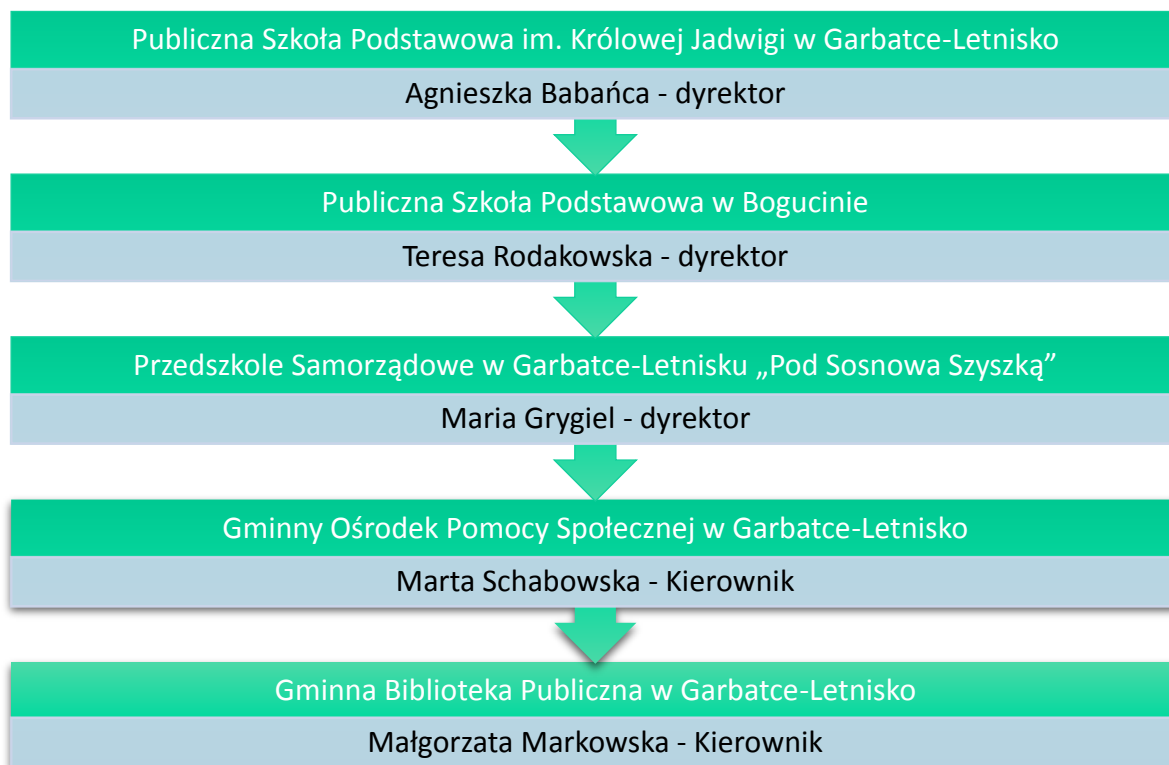 Publiczna Szkoła Podstawowa im. Królowej Jadwigi w Garbatce-Letnisko
Agnieszka Babańca - dyrektor
Publiczna Szkoła Podstawowa w Bogucinie
Teresa Rodakowska - dyrektor
Przedszkole Samorządowe w Garbatce-Letnisku „Pod Sosnowa Szyszką”
Maria Grygiel - dyrektor
Gminny Ośrodek Pomocy Społecznej w Garbatce-Letnisko
Marta Schabowska - Kierownik
Gminna Biblioteka Publiczna w Garbatce-Letnisko
Małgorzata Markowska - Kierownik